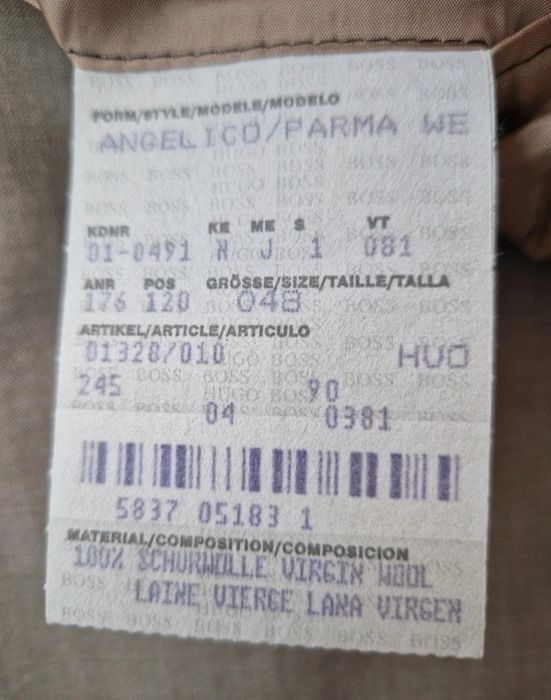 FORM/STYLE/MODELE/MODELO
ANGELICO/PARMA WE
KDNR KE ME S VT
01-0491 N J 1 081
ANR POS GRÖSSE/SIZE/TAILLE/TALLA
176 120 048
ARTIKEL/ARTICLE/ARTICULO
01328/010 HUO
245 90
04 0381
5837 05183 1
MATERIAL/COMPOSITION/COMPOSICION
100% SCHURWOLLE VIRGIN WOOL
LAINE VIERGE LANA VIRGEN